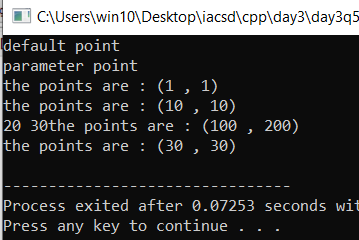 C:\Users\win10\Desktop\iacsd\cpp\day3\day3q5
default point
parameter point
the points are : (1 , 1)
the points are : (10 , 10)
20 30the points are : (100 , 200)
the points are : (30 , 30)
--------------------------------
Process exited after 0.07253 seconds wit
Press any key to continue . . .